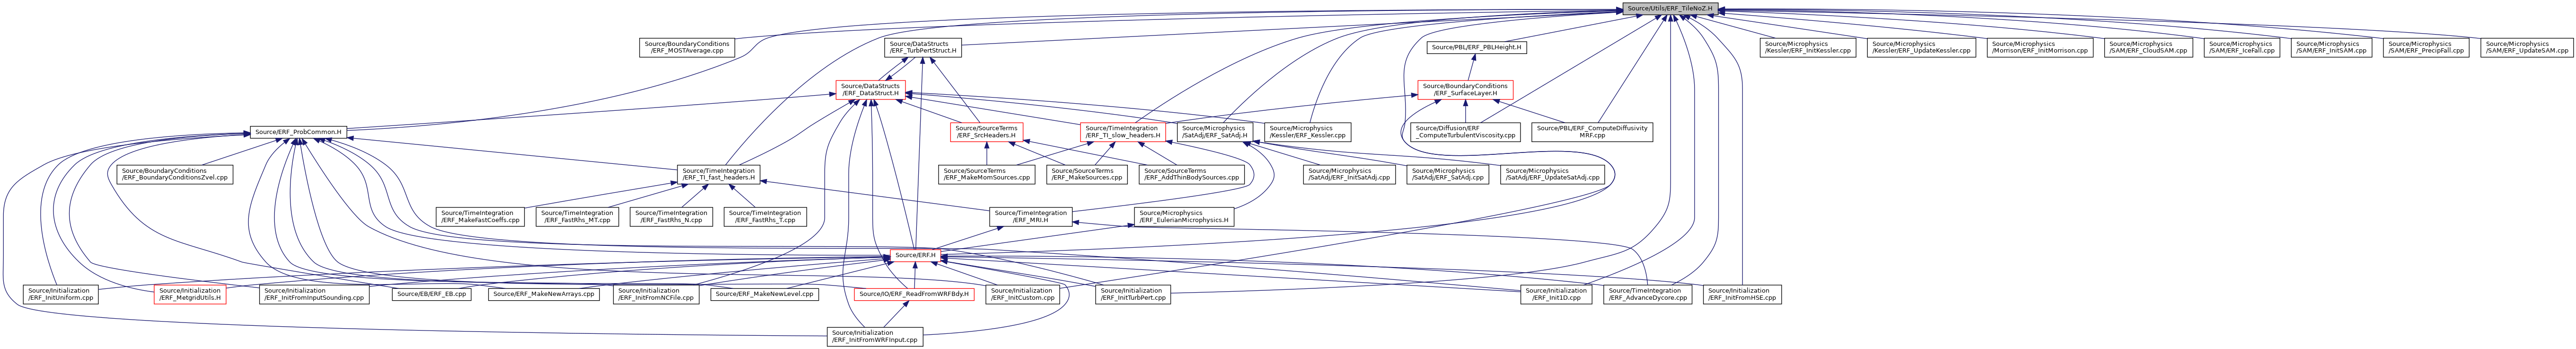 Source/Utils/ERF_TileNoZ.H
Source/BoundaryConditions
/ERF_MOSTAverage.cpp
Source/DataStructs
/ERF_TurbPertStruct.H
Source/PBL/ERF_PBLHeight.H
Source/Microphysics
/Kessler/ERF_InitKessler.cpp
Source/Microphysics
/Kessler/ERF_UpdateKessler.cpp
Source/Microphysics
/Morrison/ERF_InitMorrison.cpp
Source/Microphysics
/SAM/ERF_CloudSAM.cpp
Source/Microphysics
/SAM/ERF_IceFall.cpp
Source/Microphysics
/SAM/ERF_InitSAM.cpp
Source/Microphysics
/SAM/ERF_PrecipFall.cpp
Source/Microphysics
/SAM/ERF_UpdateSAM.cpp
Source/DataStructs
/ERF_DataStruct.H
Source/BoundaryConditions
/ERF_SurfaceLayer.H
Source/ERF_ProbCommon.H
Source/SourceTerms
/ERF_SrcHeaders.H
Source/TimeIntegration
/ERF_TI_slow_headers.H
Source/Microphysics
/SatAdj/ERF_SatAdj.H
Source/Microphysics
/Kessler/ERF_Kessler.cpp
Source/Diffusion/ERF
_ComputeTurbulentViscosity.cpp
Source/PBL/ERF_ComputeDiffusivity
MRF.cpp
Source/BoundaryConditions
/ERF_BoundaryConditionsZvel.cpp
Source/TimeIntegration
/ERF_TI_fast_headers.H
Source/SourceTerms
/ERF_MakeMomSources.cpp
Source/SourceTerms
/ERF_MakeSources.cpp
Source/SourceTerms
/ERF_AddThinBodySources.cpp
Source/Microphysics
/SatAdj/ERF_InitSatAdj.cpp
Source/Microphysics
/SatAdj/ERF_SatAdj.cpp
Source/Microphysics
/SatAdj/ERF_UpdateSatAdj.cpp
Source/TimeIntegration
/ERF_MakeFastCoeffs.cpp
Source/TimeIntegration
/ERF_FastRhs_MT.cpp
Source/TimeIntegration
/ERF_FastRhs_N.cpp
Source/TimeIntegration
/ERF_FastRhs_T.cpp
Source/TimeIntegration
/ERF_MRI.H
Source/Microphysics
/ERF_EulerianMicrophysics.H
Source/ERF.H
Source/Initialization
/ERF_InitUniform.cpp
Source/Initialization
/ERF_MetgridUtils.H
Source/Initialization
/ERF_InitFromInputSounding.cpp
Source/EB/ERF_EB.cpp
Source/ERF_MakeNewArrays.cpp
Source/Initialization
/ERF_InitFromNCFile.cpp
Source/ERF_MakeNewLevel.cpp
Source/IO/ERF_ReadFromWRFBdy.H
Source/Initialization
/ERF_InitCustom.cpp
Source/Initialization
/ERF_InitTurbPert.cpp
Source/Initialization
/ERF_Init1D.cpp
Source/TimeIntegration
/ERF_AdvanceDycore.cpp
Source/Initialization
/ERF_InitFromHSE.cpp
Source/Initialization
/ERF_InitFromWRFInput.cpp